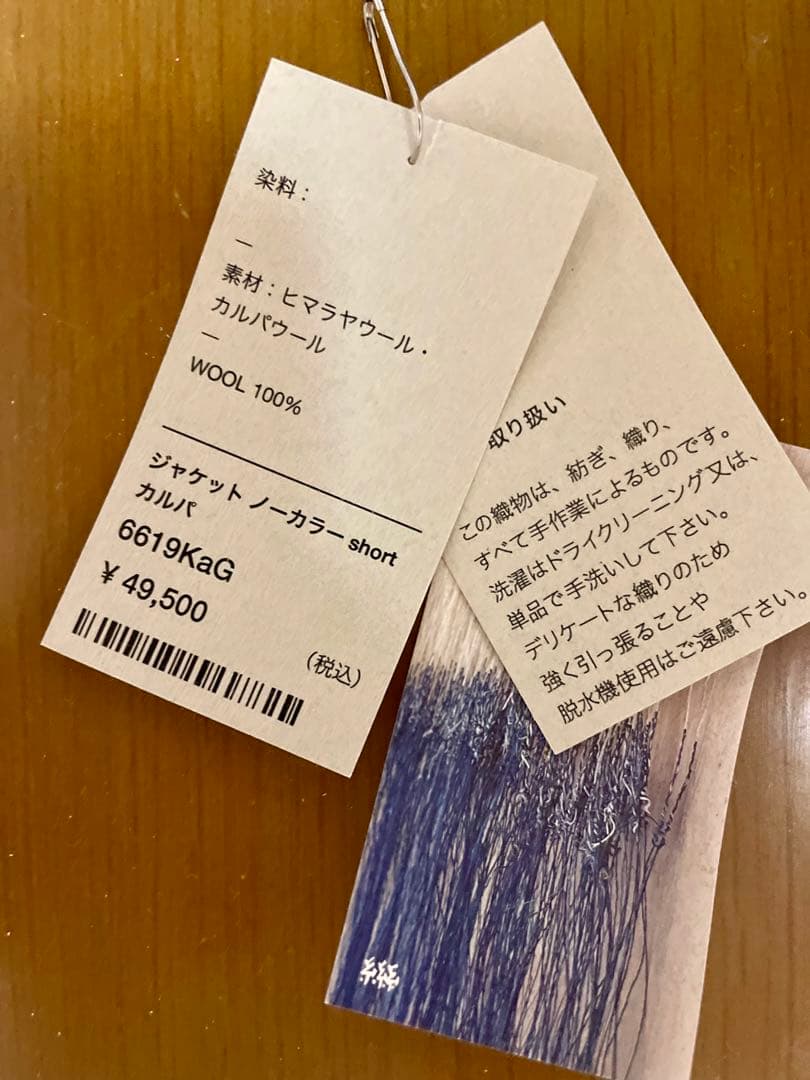 染料：
—
素材：ヒマラヤウール・
カルパウール
—
WOOL 100%
ジャケット ノーカラー short
カルパ
6619KaG
¥ 49,500
(税込)
取り扱い
この織物は、紡ぎ、織り、
すべて手作業によるものです。
洗濯はドライクリーニング又は、
単品で手洗いして下さい。
デリケートな織りのため
強く引っ張ることや
脱水機使用はご遠慮下さい。